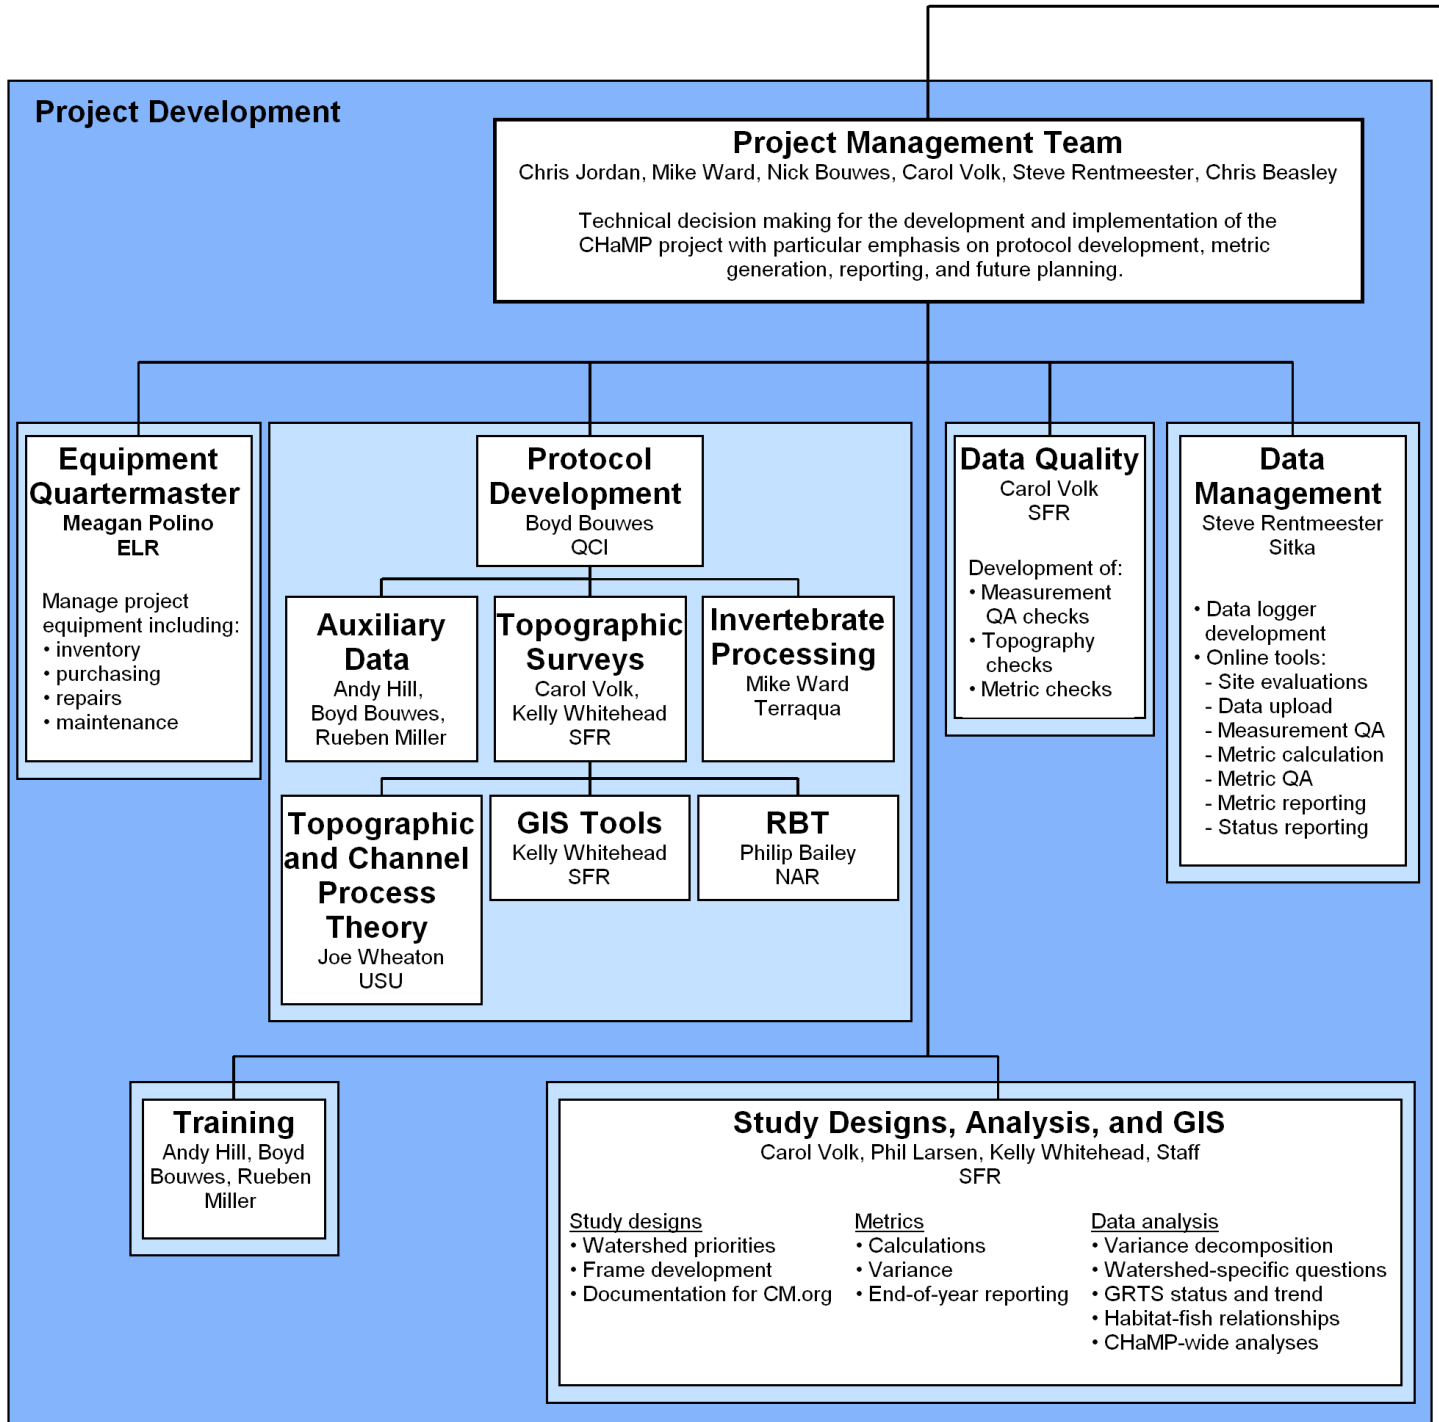 Project Development
Project Management Team
Chris Jordan, Mike Ward, Nick Bouwes, Carol Volk, Steve Rentmeester, Chris Beasley
Technical decision making for the development and implementation of the
CHaMP project with particular emphasis on protocol development, metric
generation, reporting, and future planning.
Equipment
Quartermaster
Meagan Polino
ELR
Manage project
equipment including:
• inventory
• purchasing
• repairs
• maintenance
Protocol
Development
Boyd Bouwes
QCI
Auxiliary
Data
Andy Hill,
Boyd Bouwes,
Rueben Miller
Topographic
Surveys
Carol Volk,
Kelly Whitehead
SFR
Invertebrate
Processing
Mike Ward
Terraqua
Topographic
and Channel
Process
Theory
Joe Wheaton
USU
GIS Tools
Kelly Whitehead
SFR
RBT
Philip Bailey
NAR
Data Quality
Carol Volk
SFR
Development of:
• Measurement
QA checks
• Topography
checks
• Metric checks
Data
Management
Steve Rentmeester
Sitka
• Data logger
development
• Online tools:
- Site evaluations
- Data upload
- Measurement QA
- Metric calculation
- Metric QA
- Metric reporting
- Status reporting
Training
Andy Hill, Boyd
Bouwes, Rueben
Miller
Study Designs, Analysis, and GIS
Carol Volk, Phil Larsen, Kelly Whitehead, Staff
SFR
Study designs
• Watershed priorities
• Frame development
• Documentation for CM.org
Metrics
• Calculations
• Variance
• End-of-year reporting
Data analysis
• Variance decomposition
• Watershed-specific questions
• GRTS status and trend
• Habitat-fish relationships
• CHaMP-wide analyses